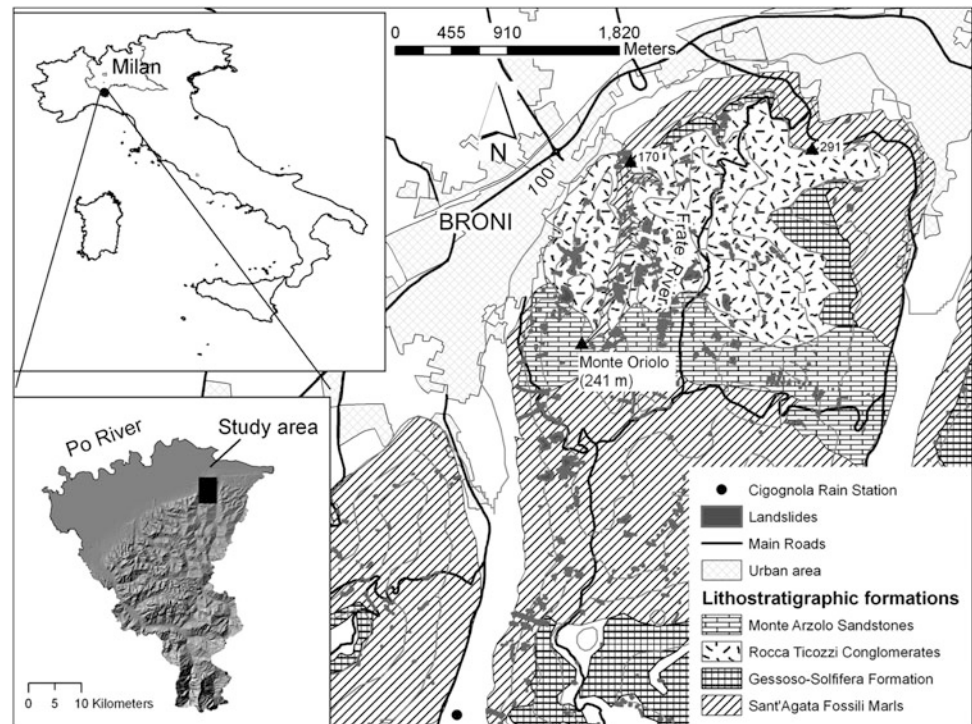 Milan
0 455 910 1,820
Meters
N
170
291
100
BRONI
Frate River
Monte Oriolo
(241 m)
Po River
Study area
0 5 10 Kilometers
Cigognola Rain Station
Landslides
Main Roads
Urban area
Lithostratigraphic formations
Monte Arzolo Sandstones
Rocca Ticozzi Conglomerates
Gessoso-Solfifera Formation
Sant'Agata Fossili Marls